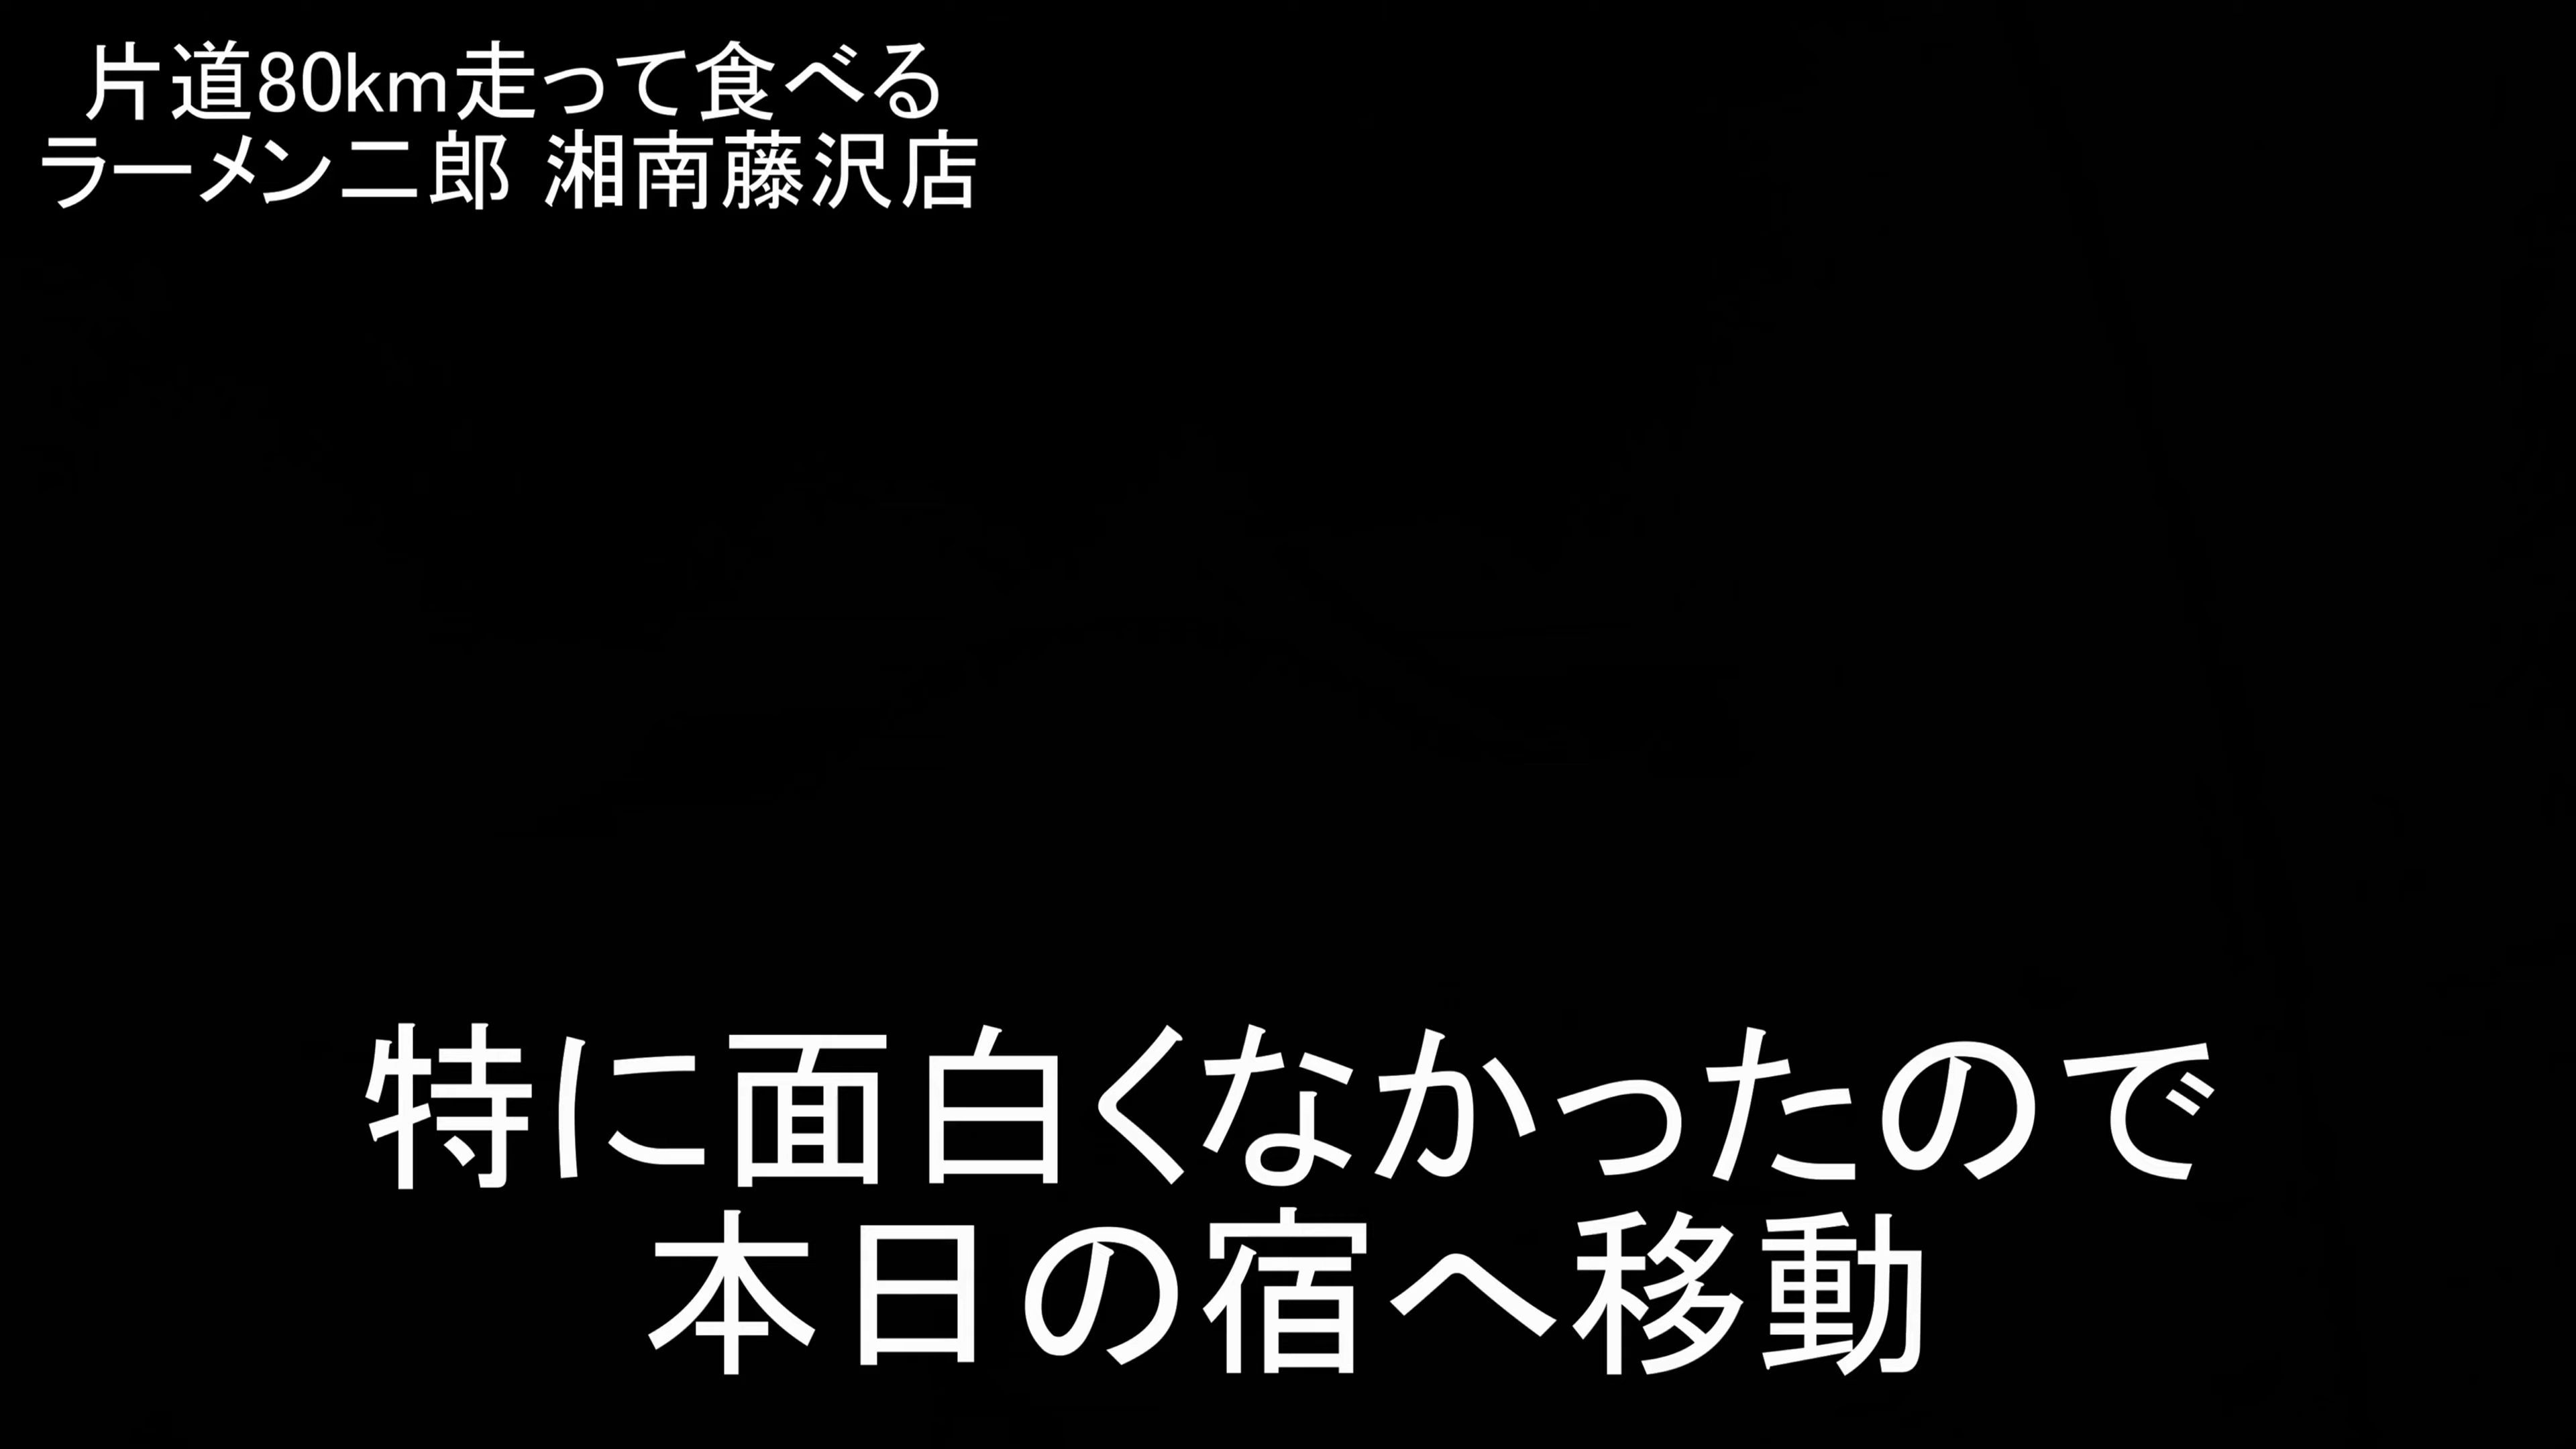 片道80km走って食べる
ラーメン二郎 湘南藤沢店
特に面白くなかったので
本日の宿へ移動